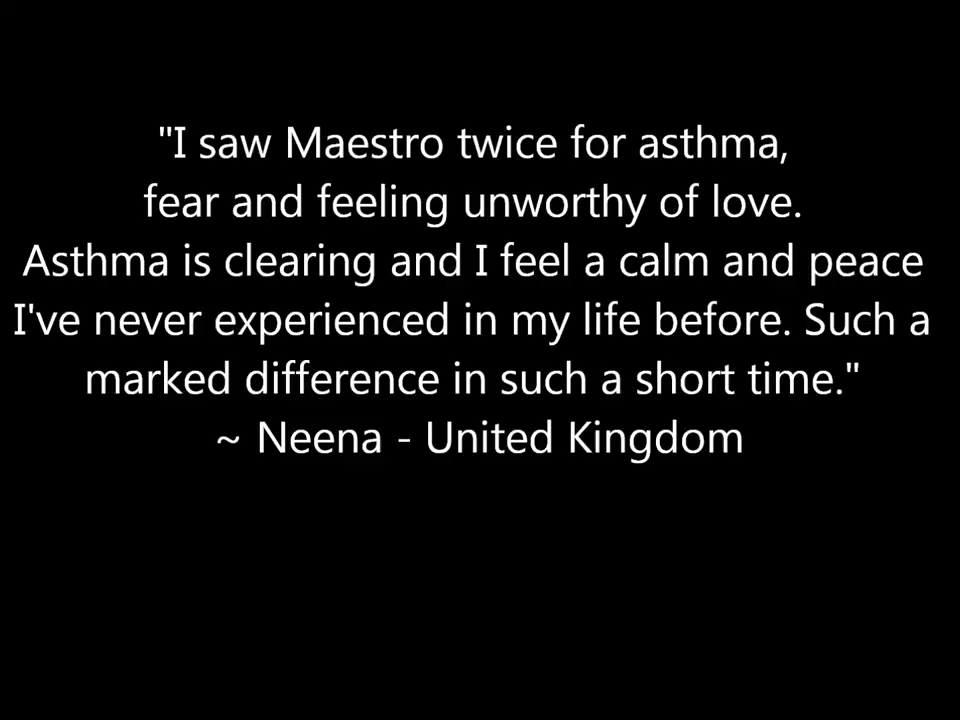 "I saw Maestro twice for asthma,
fear and feeling unworthy of love.
Asthma is clearing and I feel a calm and peace
I've never experienced in my life before. Such a
marked difference in such a short time."
~ Neena - United Kingdom